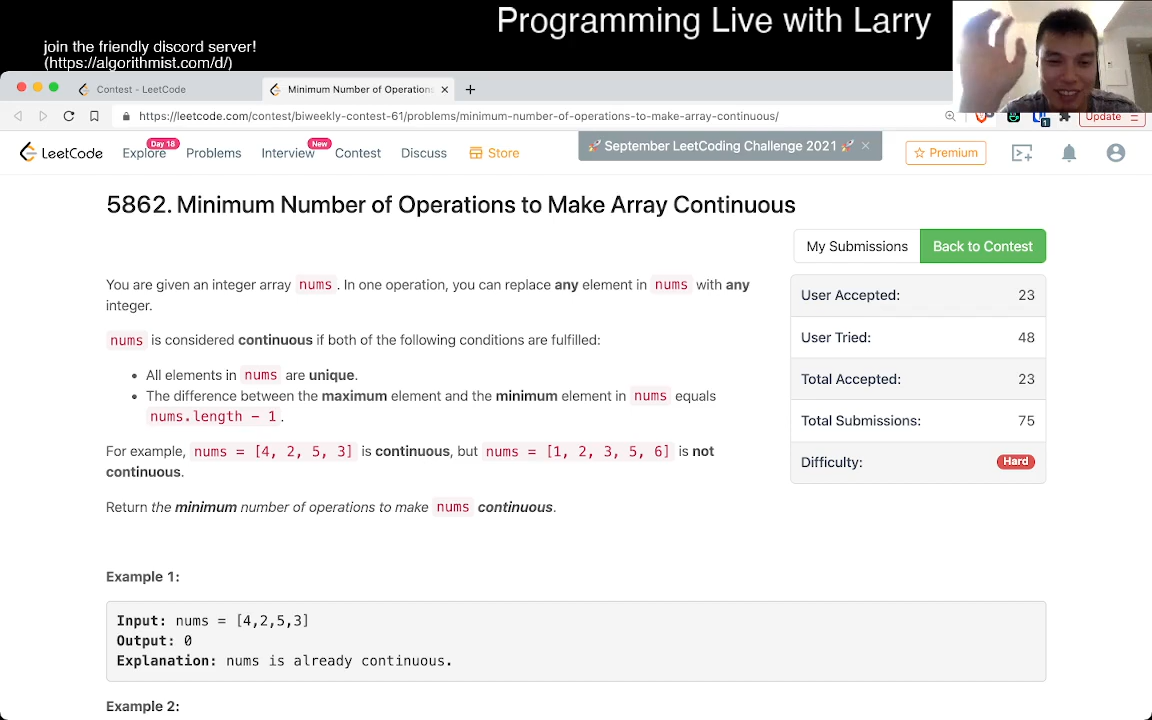 Programming Live with Larry
join the friendly discord server!
(https://algorithmist.com/d/)
Contest - LeetCode
Minimum Number of Operations
https://leetcode.com/contest/biweekly-contest-61/problems/minimum-number-of-operations-to-make-array-continuous/
1
Update
LeetCode
Explore
Day 18
Problems
Interview
New
Contest
Discuss
Store
September LeetCoding Challenge 2021
Premium
5862. Minimum Number of Operations to Make Array Continuous
My Submissions
Back to Contest
You are given an integer array nums . In one operation, you can replace any element in nums with any
integer.
nums is considered continuous if both of the following conditions are fulfilled:
• All elements in nums are unique.
• The difference between the maximum element and the minimum element in nums equals
nums.length - 1 .
For example, nums = [4, 2, 5, 3] is continuous, but nums = [1, 2, 3, 5, 6] is not
continuous.
Return the minimum number of operations to make nums continuous.
User Accepted: 23
User Tried: 48
Total Accepted: 23
Total Submissions: 75
Difficulty: Hard
Example 1:
Input: nums = [4,2,5,3]
Output: 0
Explanation: nums is already continuous.
Example 2: